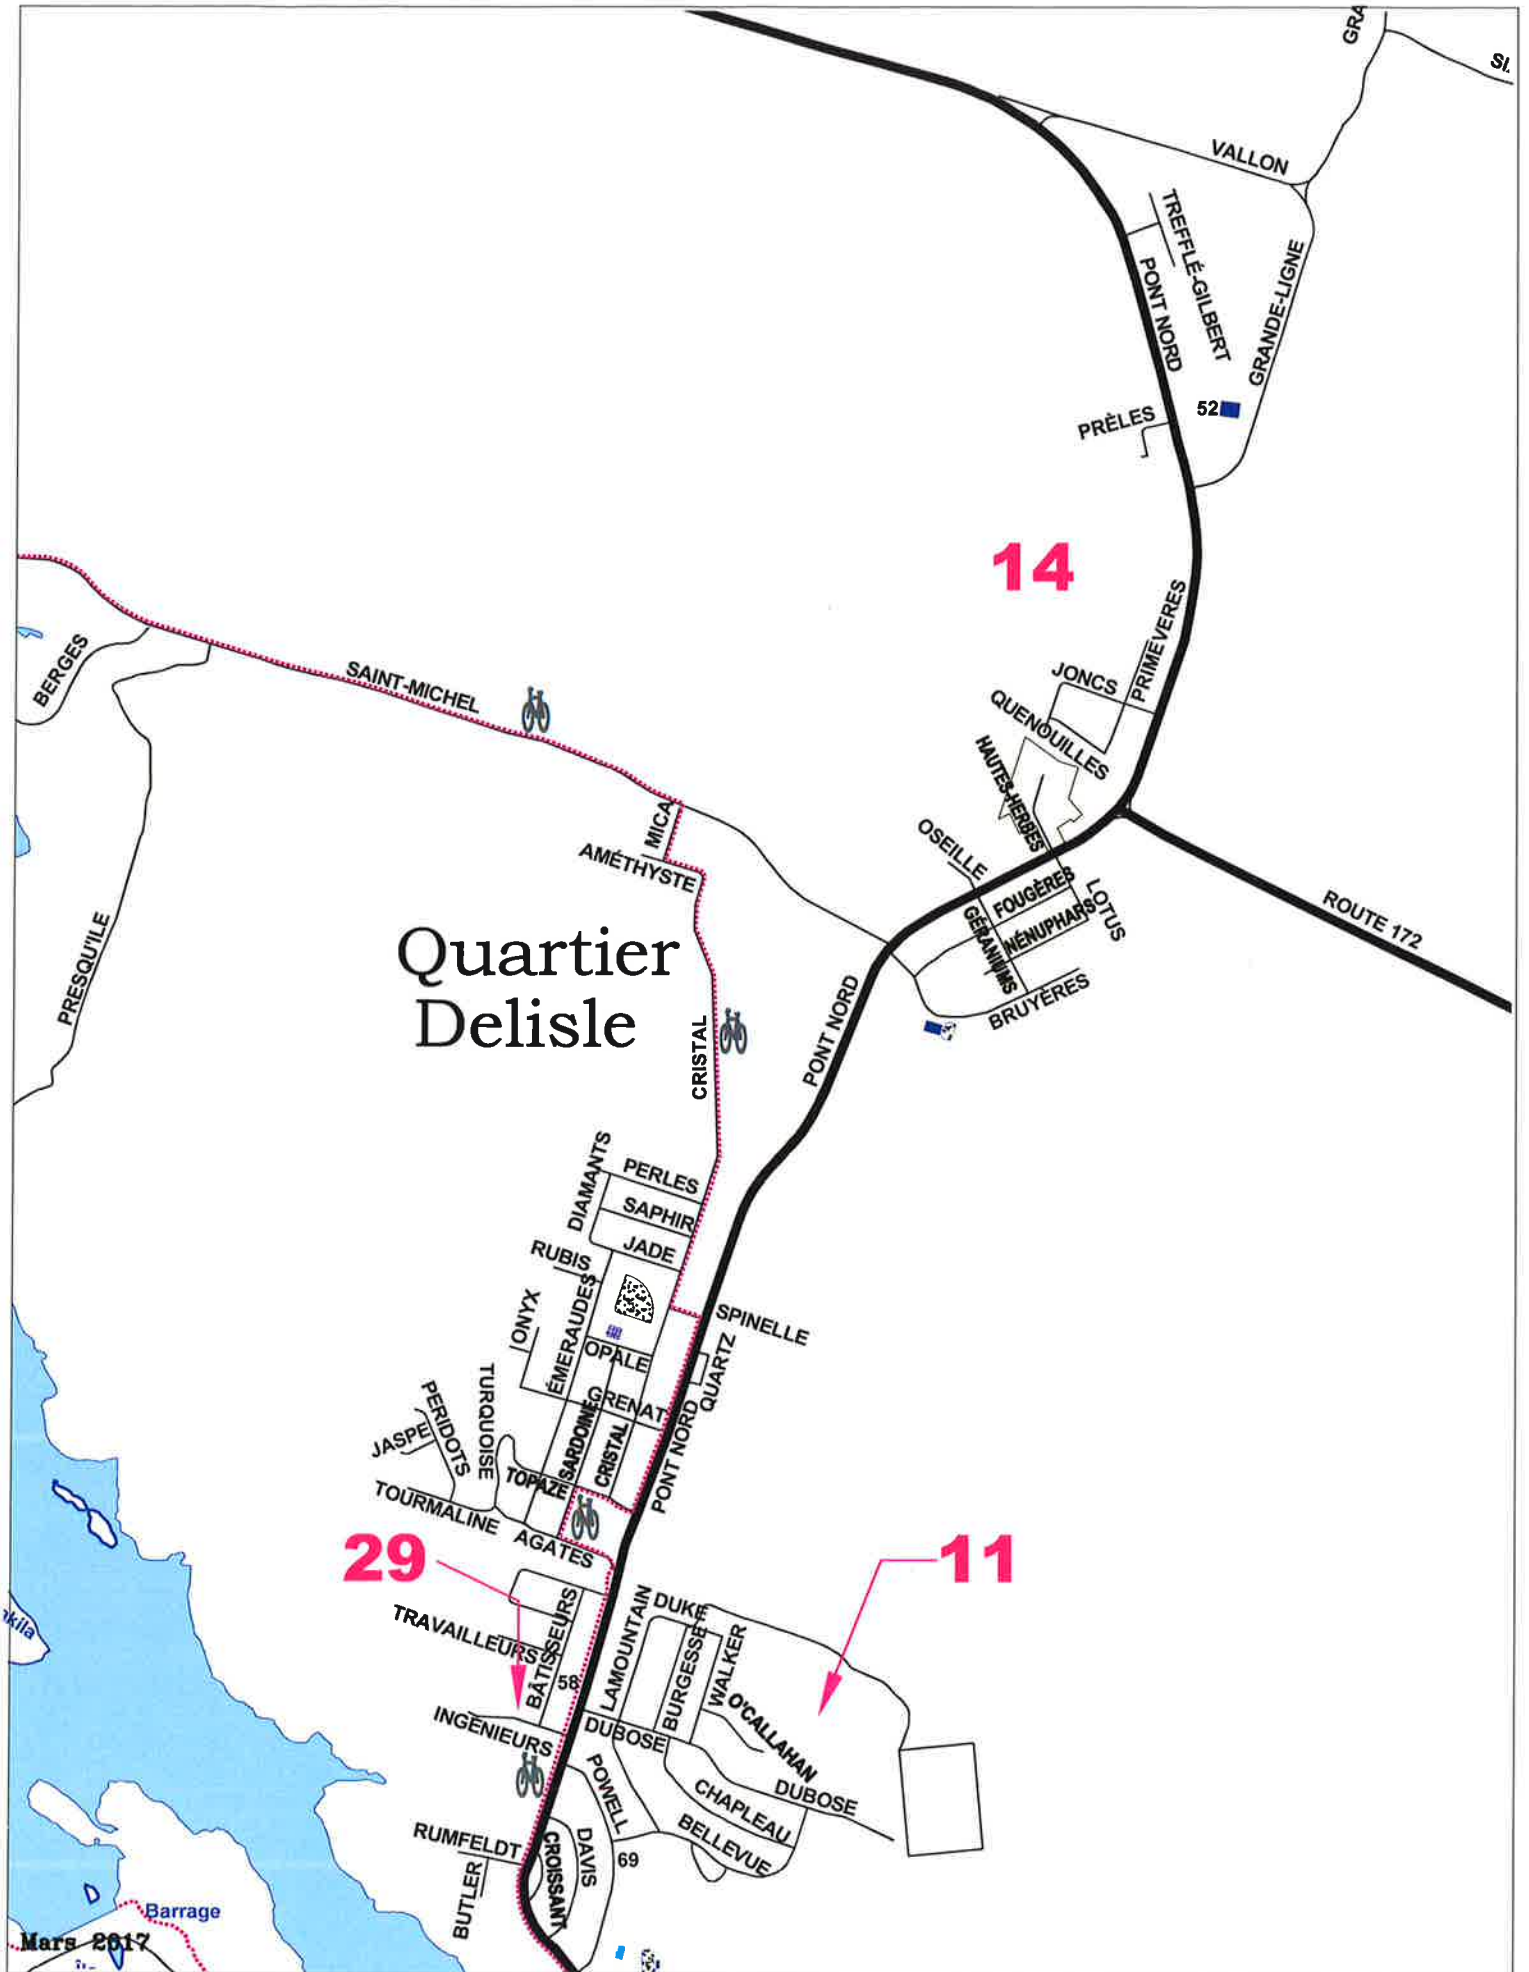 GRA
SI.
VALLON
TREFFLÉ-GILBERT
PONT NORD
GRANDE-LIGNE
52
PRÈLES
14
PRIMEVERES
JONCS
QUENOUILLES
HAUTES-HERBES
BERGES
SAINT-MICHEL
MICA
AMÉTHYSTE
OSEILLE
FOUGÈRES
LOTUS
NÉNUPHARS
GÉRANIUMS
BRUYÈRES
ROUTE 172
PRESQU'ILE
Quartier
Delisle
CRISTAL
PONT NORD
DIAMANTS
PERLES
SAPHIR
JADE
RUBIS
ONYX
ÉMERAUDES
SPINELLE
OPALE
QUARTZ
GRENAT
TURQUOISE
PERIDOTS
JASPE
SARDOINE
CRISTAL
PONT NORD
TOPAZE
TOURMALINE
AGATES
29
11
TRAVAILLEURS
BÂTISSEURS
58
LAMOUNTAIN
DUKE
BURGESSE
WALKER
O'CALLAHAN
INGÉNIEURS
DUBOSE
DUBOSE
POWELL
CHAPLEAU
BELLEVUE
RUMFELDT
CROISSANT
DAVIS
69
BUTLER
akila
Barrage
Mars 2017